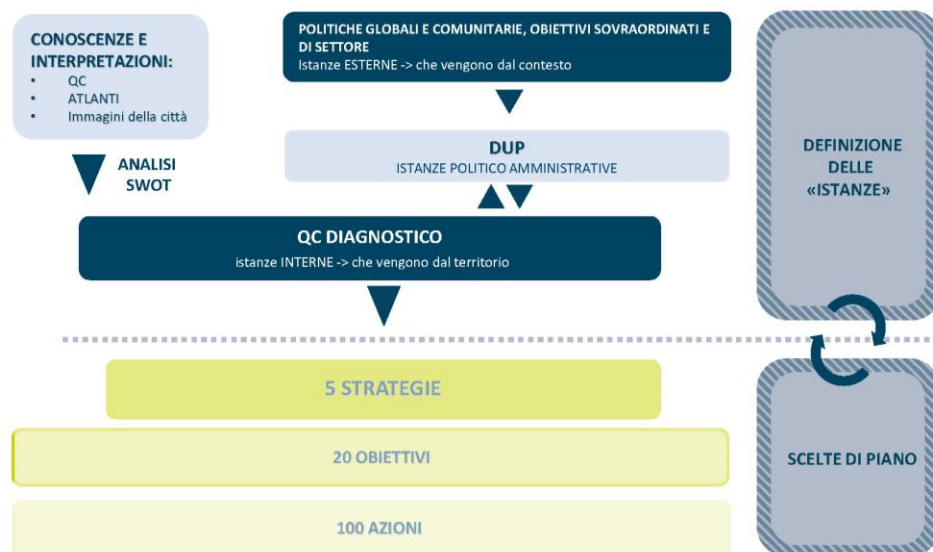 CONOSCENZE E
INTERPRETAZIONI:
• QC
• ATLANTI
• Immagini della città
ANALISI
SWOT
POLITICHE GLOBALI E COMUNITARIE, OBIETTIVI SOVRAORDINATI E
DI SETTORE
Istanze ESTERNE -> che vengono dal contesto
DUP
ISTANZE POLITICO AMMINISTRATIVE
QC DIAGNOSTICO
istanze INTERNE -> che vengono dal territorio
DEFINIZIONE
DELLE
«ISTANZE»
5 STRATEGIE
20 OBIETTIVI
100 AZIONI
SCELTE DI PIANO